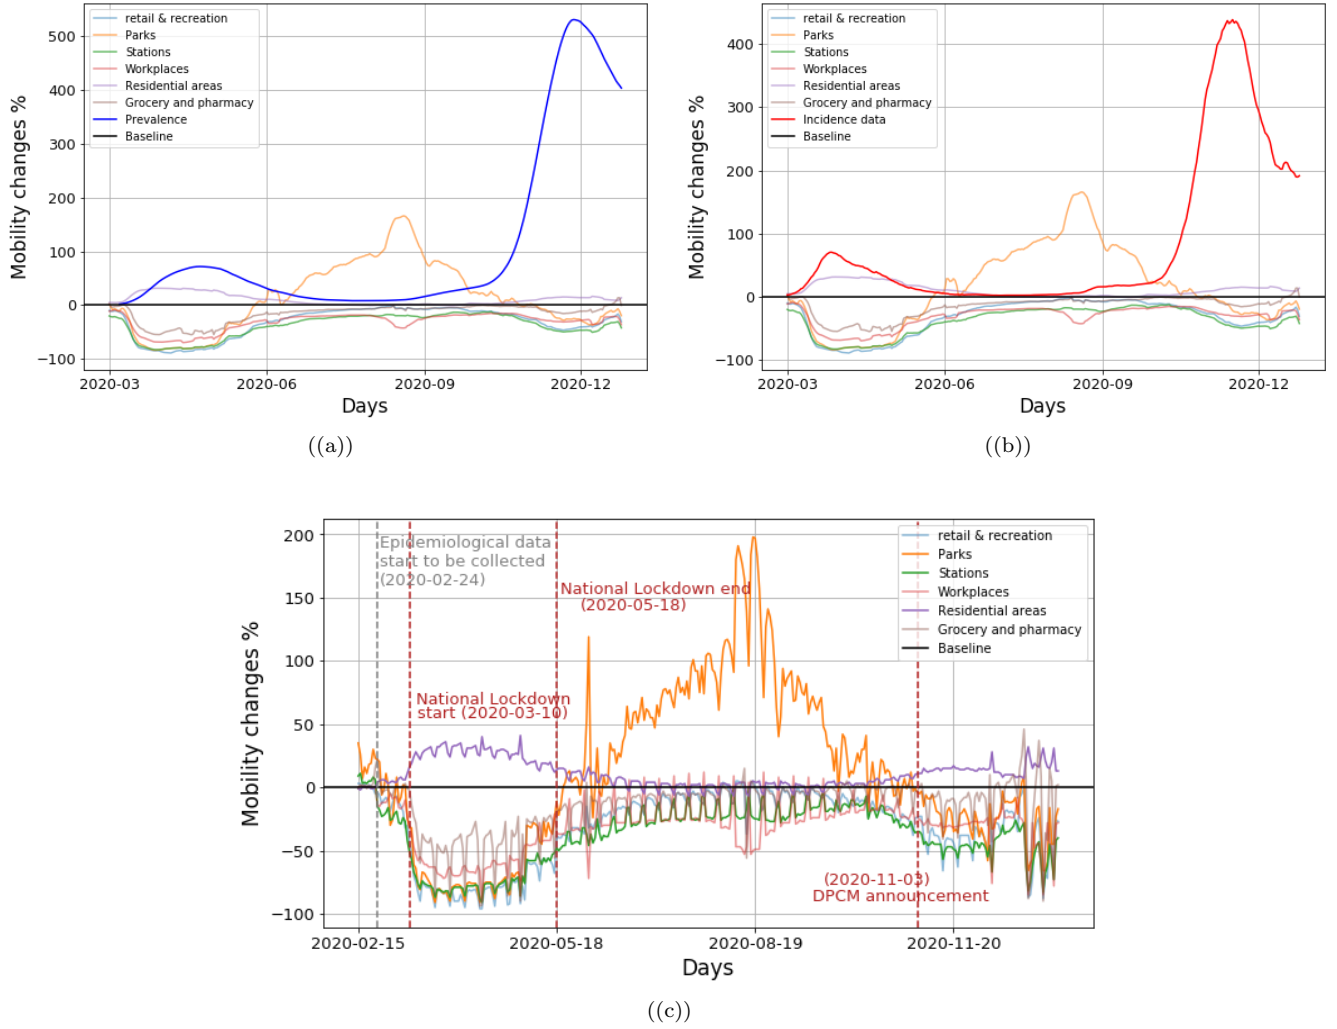 retail & recreation
Parks
Stations
Workplaces
Residential areas
Grocery and pharmacy
Prevalence
Baseline
500
400
300
200
100
0
−100
Mobility changes %
2020-03
2020-06
2020-09
2020-12
Days
((a))
retail & recreation
Parks
Stations
Workplaces
Residential areas
Grocery and pharmacy
Incidence data
Baseline
400
300
200
100
0
−100
Mobility changes %
2020-03
2020-06
2020-09
2020-12
Days
((b))
200
150
100
50
0
−50
−100
Mobility changes %
Epidemiological data
start to be collected
(2020-02-24)
National Lockdown end
(2020-05-18)
National Lockdown
start (2020-03-10)
(2020-11-03)
DPCM announcement
retail & recreation
Parks
Stations
Workplaces
Residential areas
Grocery and pharmacy
Baseline
2020-02-15
2020-05-18
2020-08-19
2020-11-20
Days
((c))